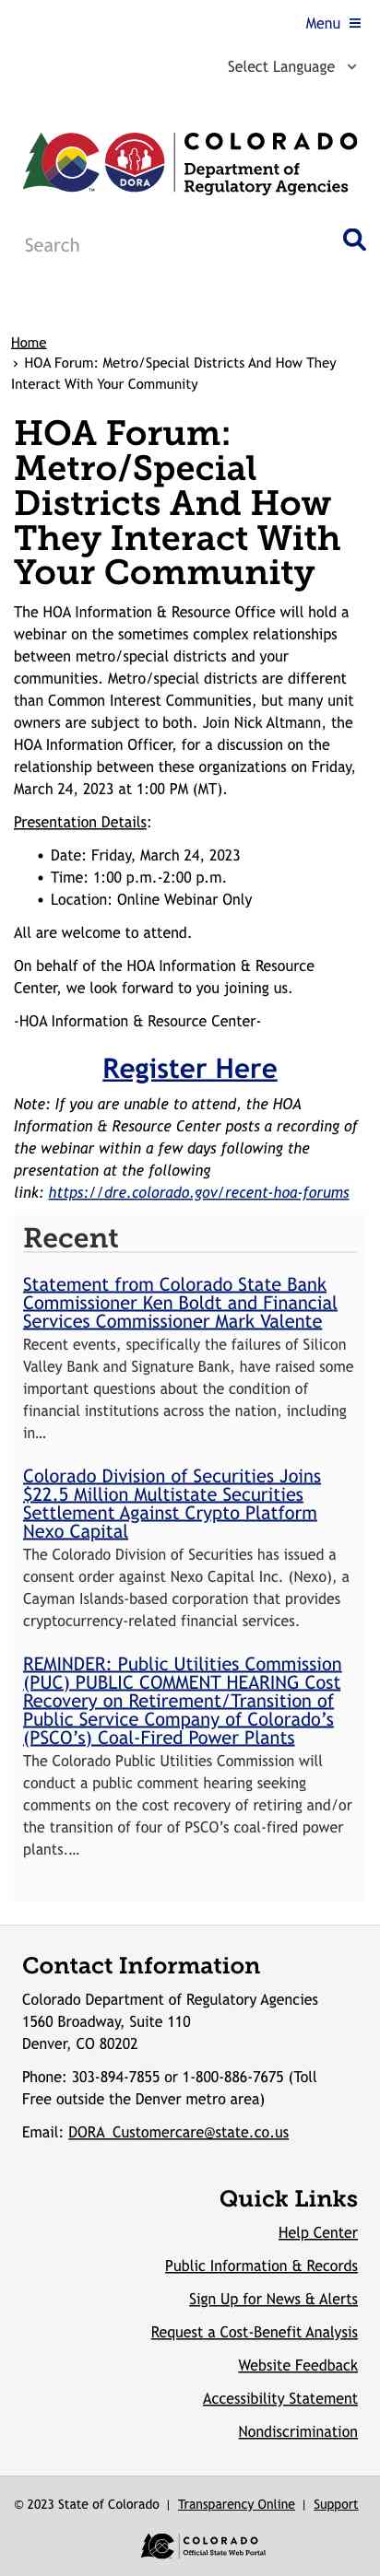 Menu
Select Language
C
DORA
COLORADO
Department of
Regulatory Agencies
Search
Home
› HOA Forum: Metro/Special Districts And How They
Interact With Your Community
HOA Forum:
Metro/Special
Districts And How
They Interact With
Your Community
The HOA Information & Resource Office will hold a
webinar on the sometimes complex relationships
between metro/special districts and your
communities. Metro/special districts are different
than Common Interest Communities, but many unit
owners are subject to both. Join Nick Altmann, the
HOA Information Officer, for a discussion on the
relationship between these organizations on Friday,
March 24, 2023 at 1:00 PM (MT).
Presentation Details:
• Date: Friday, March 24, 2023
• Time: 1:00 p.m.-2:00 p.m.
• Location: Online Webinar Only
All are welcome to attend.
On behalf of the HOA Information & Resource
Center, we look forward to you joining us.
-HOA Information & Resource Center-
Register Here
Note: If you are unable to attend, the HOA
Information & Resource Center posts a recording of
the webinar within a few days following the
presentation at the following
link: https://dre.colorado.gov/recent-hoa-forums
Recent
Statement from Colorado State Bank
Commissioner Ken Boldt and Financial
Services Commissioner Mark Valente
Recent events, specifically the failures of Silicon
Valley Bank and Signature Bank, have raised some
important questions about the condition of
financial institutions across the nation, including
in…
Colorado Division of Securities Joins
$22.5 Million Multistate Securities
Settlement Against Crypto Platform
Nexo Capital
The Colorado Division of Securities has issued a
consent order against Nexo Capital Inc. (Nexo), a
Cayman Islands-based corporation that provides
cryptocurrency-related financial services.
REMINDER: Public Utilities Commission
(PUC) PUBLIC COMMENT HEARING Cost
Recovery on Retirement/Transition of
Public Service Company of Colorado’s
(PSCO’s) Coal-Fired Power Plants
The Colorado Public Utilities Commission will
conduct a public comment hearing seeking
comments on the cost recovery of retiring and/or
the transition of four of PSCO’s coal-fired power
plants.…
Contact Information
Colorado Department of Regulatory Agencies
1560 Broadway, Suite 110
Denver, CO 80202
Phone: 303-894-7855 or 1-800-886-7675 (Toll
Free outside the Denver metro area)
Email: DORA_Customercare@state.co.us
Quick Links
Help Center
Public Information & Records
Sign Up for News & Alerts
Request a Cost-Benefit Analysis
Website Feedback
Accessibility Statement
Nondiscrimination
© 2023 State of Colorado | Transparency Online | Support
COLORADO
Official State Web Portal